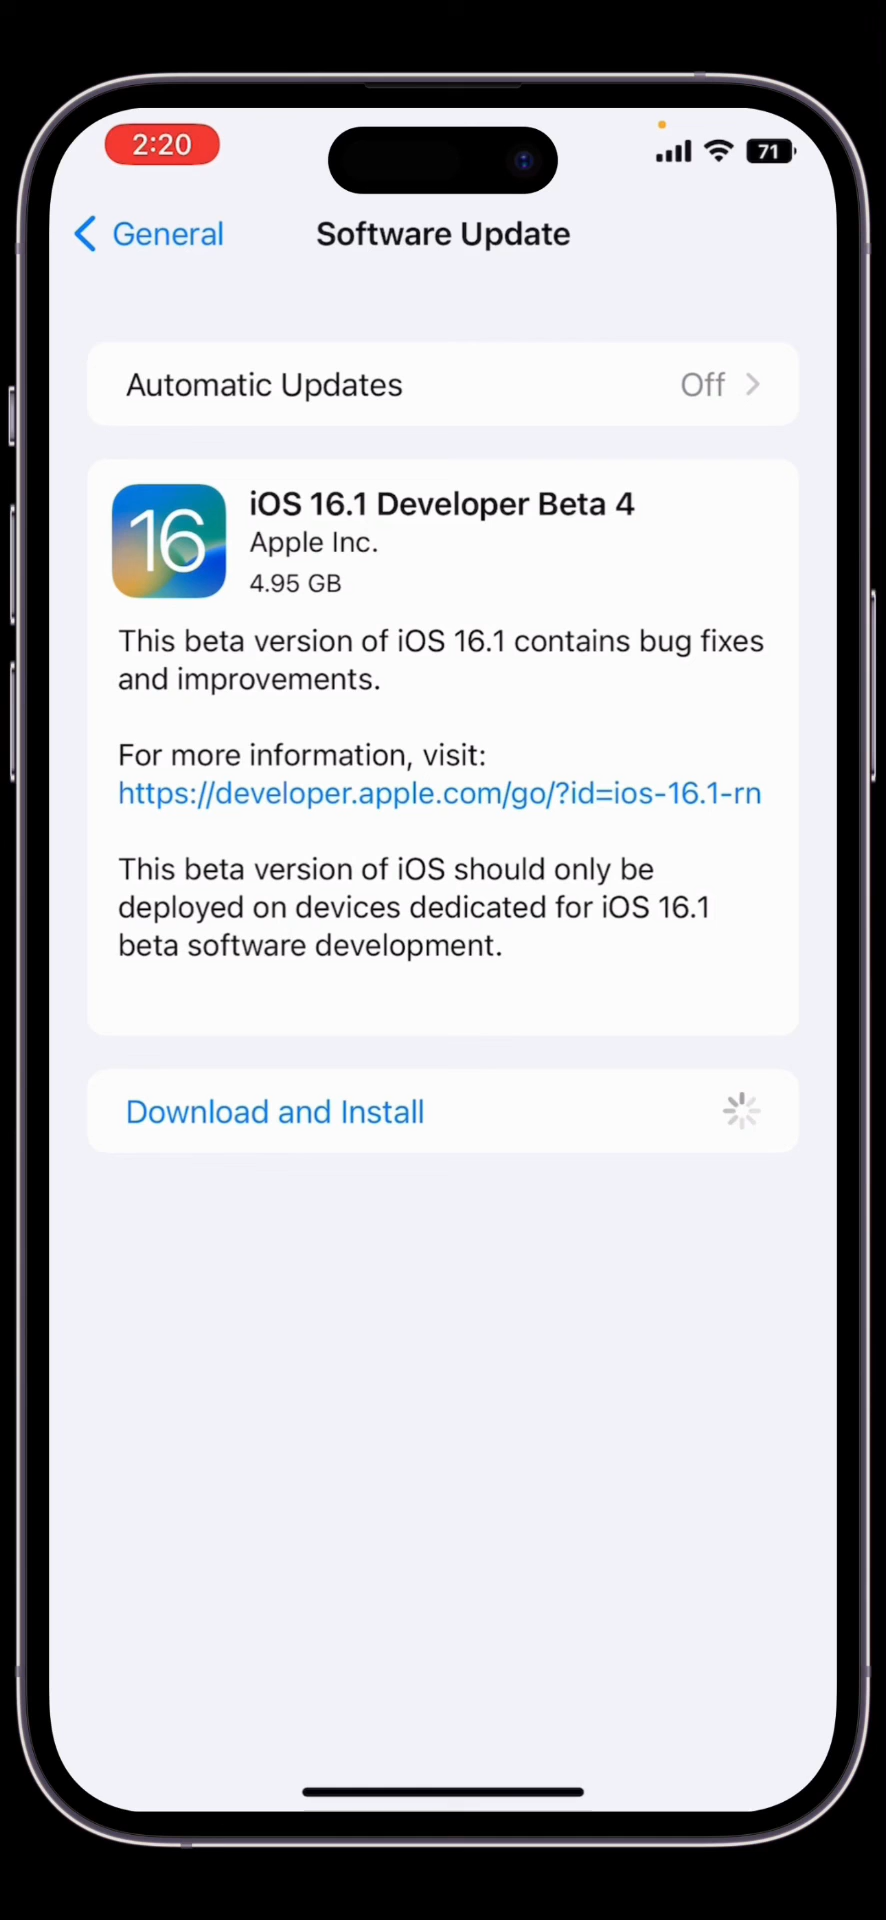 2:20
71
General
Software Update
Automatic Updates Off
16
iOS 16.1 Developer Beta 4
Apple Inc.
4.95 GB
This beta version of iOS 16.1 contains bug fixes
and improvements.
For more information, visit:
https://developer.apple.com/go/?id=ios-16.1-rn
This beta version of iOS should only be
deployed on devices dedicated for iOS 16.1
beta software development.
Download and Install